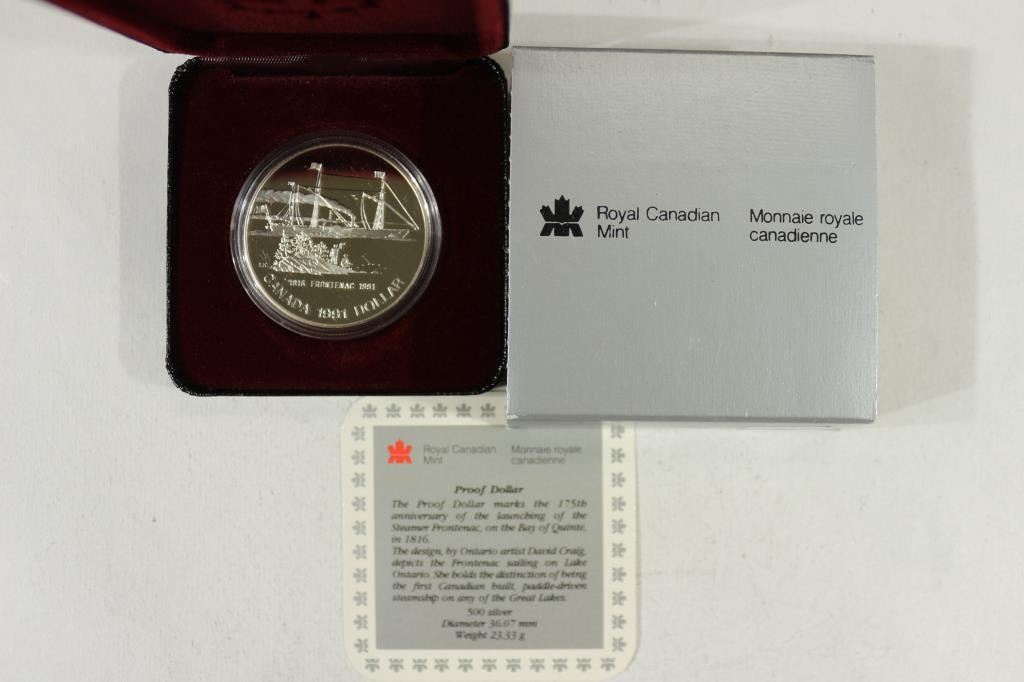 1816 FRONTENAC 1991
CANADA 1991 DOLLAR
Royal Canadian
Mint
Monnaie royale
canadienne
Royal Canadian
Mint
Monnaie royale
canadienne
Proof Dollar
The Proof Dollar marks the 175th
anniversary of the launching of the
Steamer Frontenac, on the Bay of Quinte,
in 1816.
The design, by Ontario artist David Craig,
depicts the Frontenac sailing on Lake
Ontario. She holds the distinction of being
the first Canadian built, paddle-driven
steamship on any of the Great Lakes.
500 silver
Diameter 36.07 mm
Weight 23.33 g